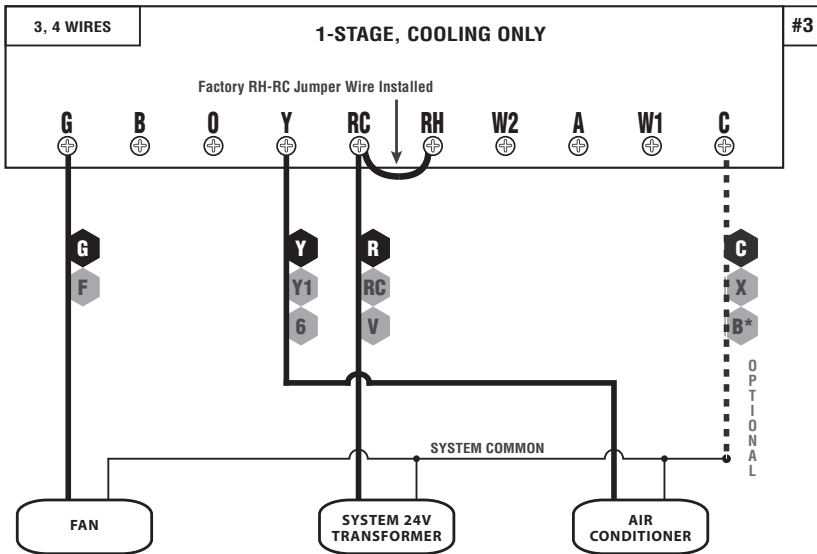 3, 4 WIRES
1-STAGE, COOLING ONLY
#3
Factory RH-RC Jumper Wire Installed
G B O Y RC RH W2 A W1 C
G Y R C
F Y1 RC X
6 V B*
OPTIONAL
SYSTEM COMMON
FAN
SYSTEM 24V
TRANSFORMER
AIR
CONDITIONER